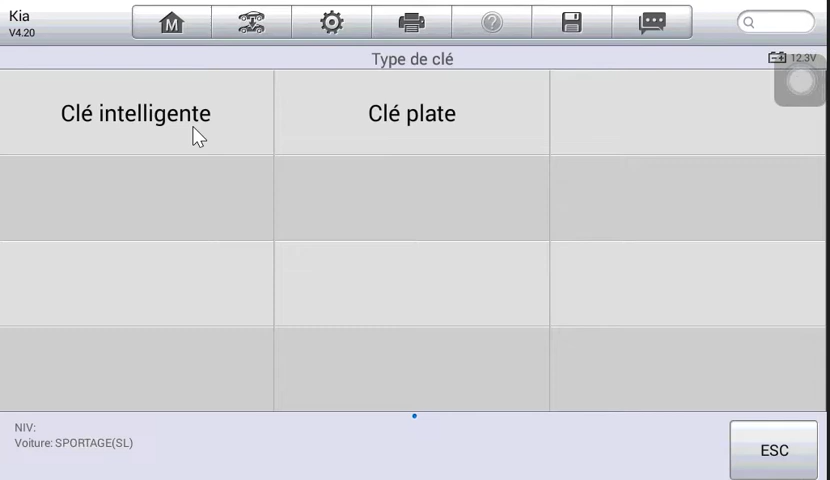 Kia
V4.20
M
Type de clé
12.3V
Clé intelligente
Clé plate
NIV:
Voiture: SPORTAGE(SL)
ESC